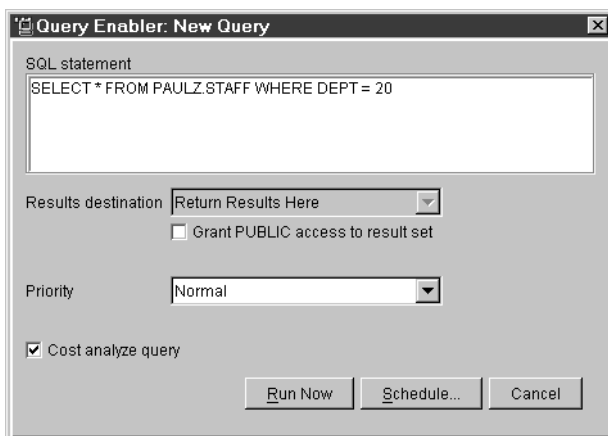 Query Enabler: New Query
SQL statement
SELECT * FROM PAULZ.STAFF WHERE DEPT = 20
Results destination Return Results Here
Grant PUBLIC access to result set
Priority Normal
Cost analyze query
Run Now Schedule... Cancel